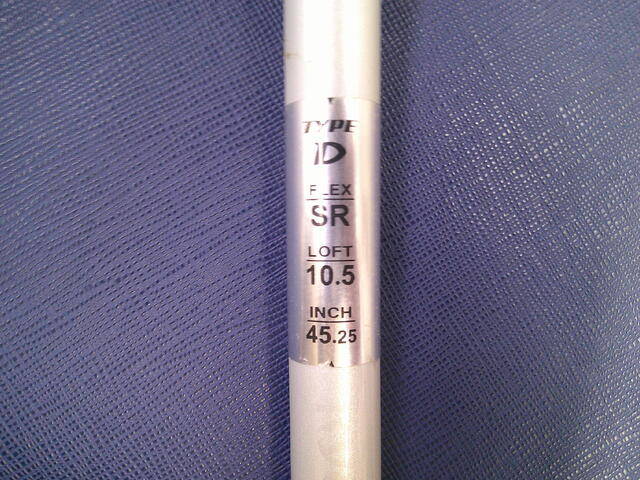 TYPE
D
FLEX
SR
LOFT
10.5
INCH
45.25